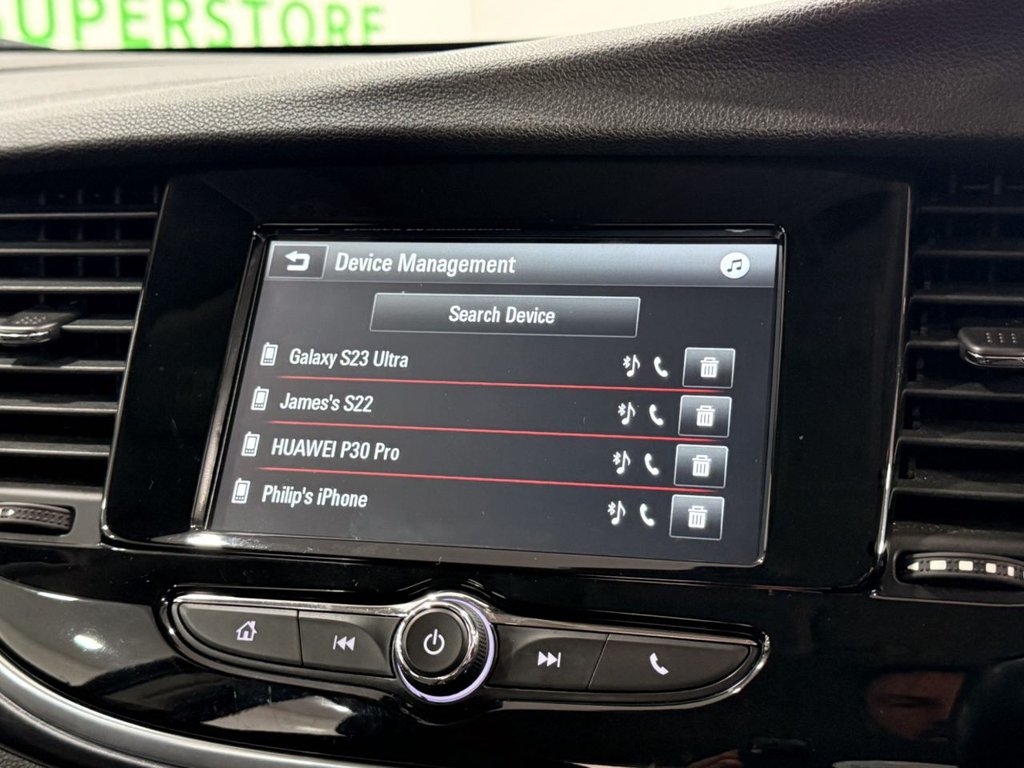 SUPERSTORE
Device Management
Search Device
Galaxy S23 Ultra
James's S22
HUAWEI P30 Pro
Philip's iPhone